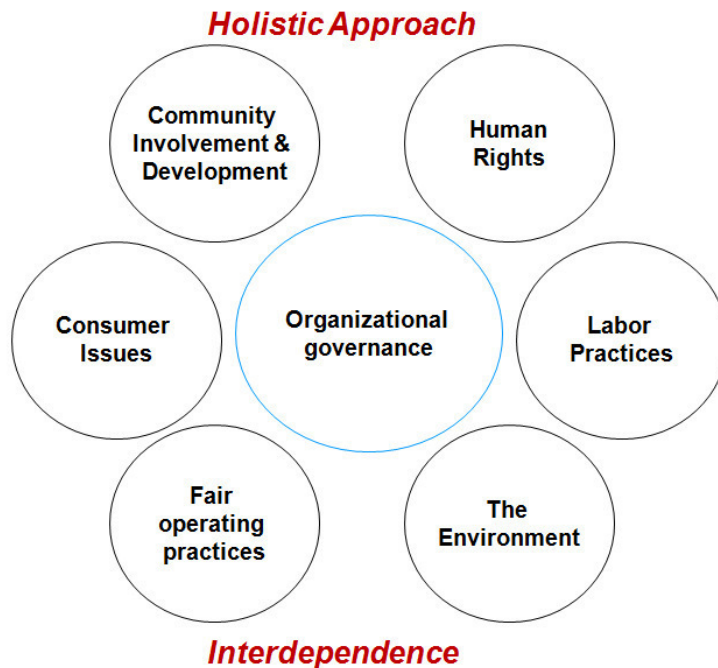 Holistic Approach
Community
Involvement &
Development
Human
Rights
Consumer
Issues
Organizational
governance
Labor
Practices
Fair
operating
practices
The
Environment
Interdependence